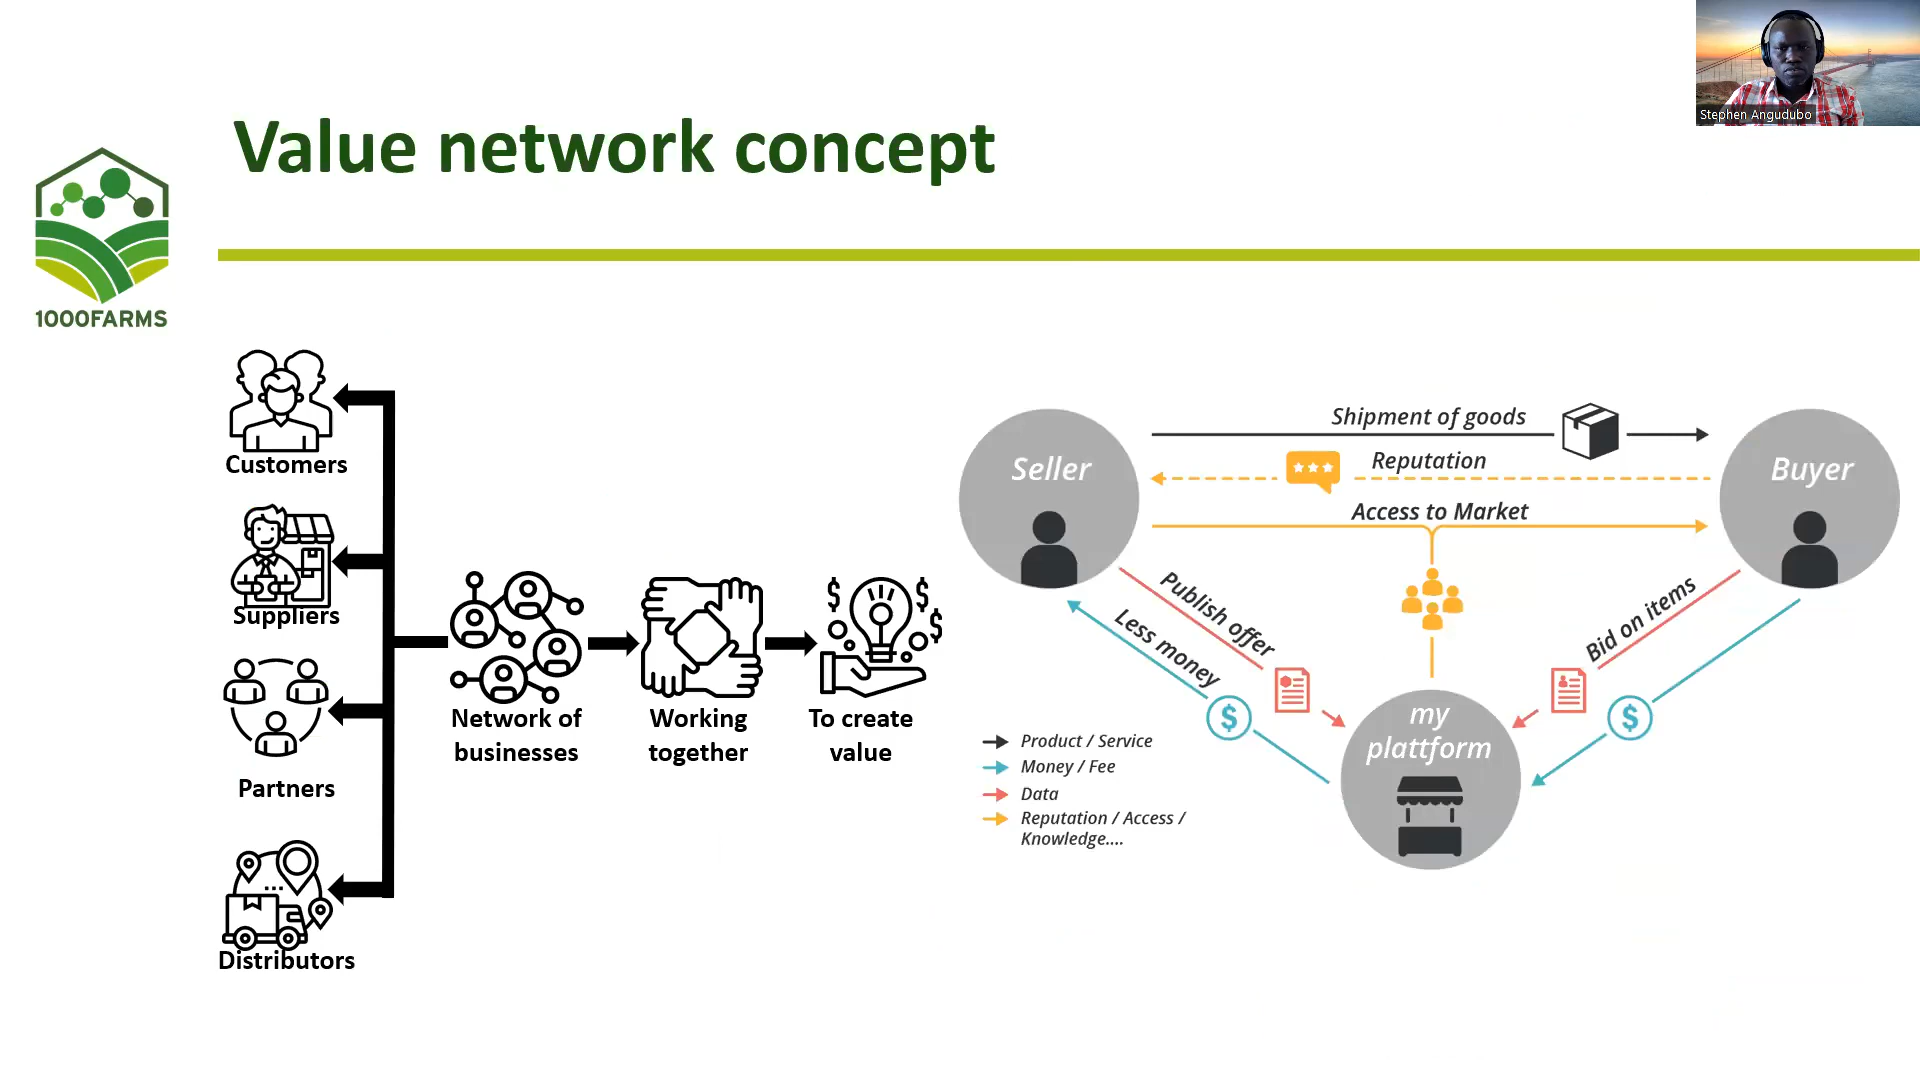 Stephen Angudubo
Value network concept
1000FARMS
Customers
Suppliers
Partners
Distributors
Network of
businesses
Working
together
To create
value
Seller
Shipment of goods
Reputation
Access to Market
Buyer
Publish offer
Less money
Bid on items
my
plattform
Product / Service
Money / Fee
Data
Reputation / Access /
Knowledge....